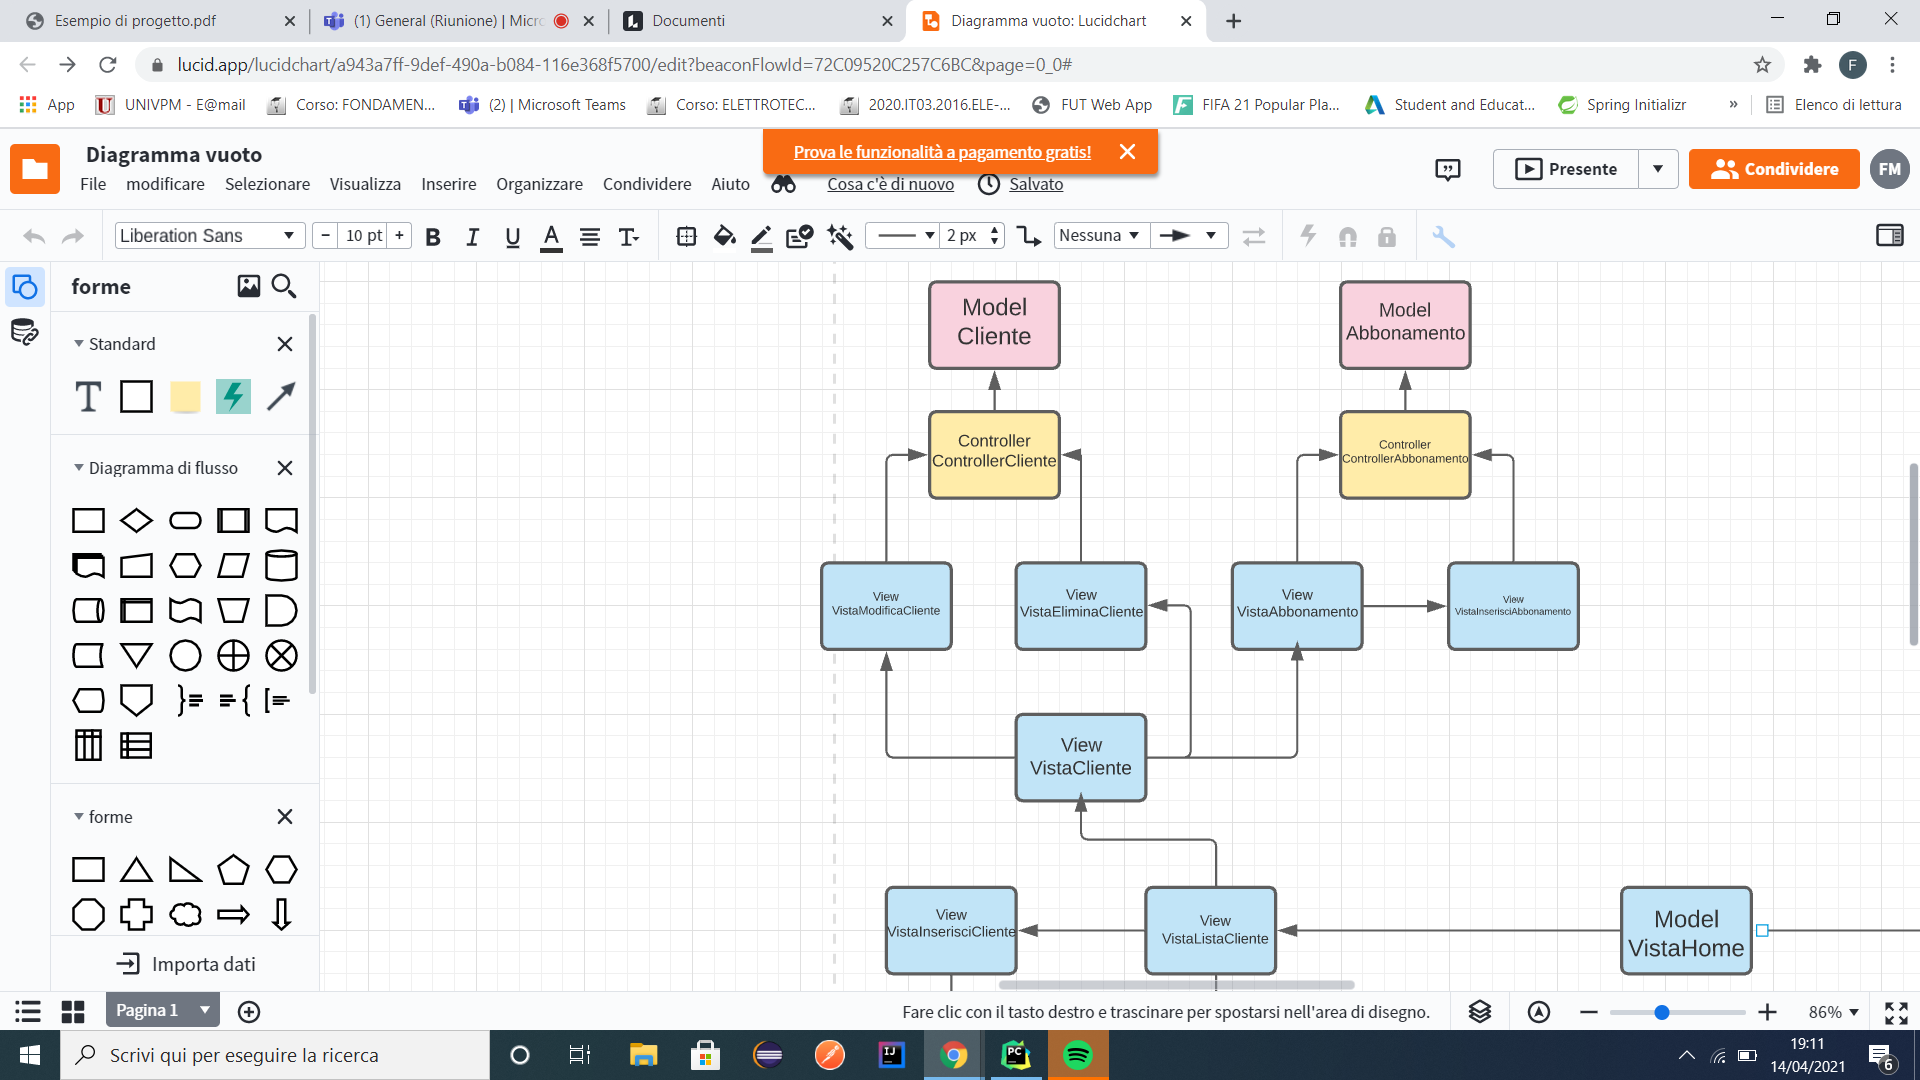 Esempio di progetto.pdf
(1) General (Riunione) | Micro
Documenti
Diagramma vuoto: Lucidchart
lucid.app/lucidchart/a943a7ff-9def-490a-b084-116e368f5700/edit?beaconFlowId=72C09520C257C6BC&page=0_0#
F
App
UNIVPM - E@mail
Corso: FONDAMEN...
(2) | Microsoft Teams
Corso: ELETTROTEC...
2020.IT03.2016.ELE-...
FUT Web App
FIFA 21 Popular Pla...
Student and Educat...
Spring Initializr
»
Elenco di lettura
Diagramma vuoto
Prova le funzionalità a pagamento gratis!
File
modificare
Selezionare
Visualizza
Inserire
Organizzare
Condividere
Aiuto
Cosa c'è di nuovo
Salvato
Presente
Condividere
FM
Liberation Sans
10 pt
B
I
U
A
2 px
Nessuna
forme
Standard
Diagramma di flusso
forme
Importa dati
Model
Cliente
Model
Abbonamento
Controller
ControllerCliente
Controller
ControllerAbbonamento
View
VistaModificaCliente
View
VistaEliminaCliente
View
VistaAbbonamento
View
VistaInserisciAbbonamento
View
VistaCliente
View
VistaInserisciCliente
View
VistaListaCliente
Model
VistaHome
Pagina 1
Fare clic con il tasto destro e trascinare per spostarsi nell'area di disegno.
86%
Scrivi qui per eseguire la ricerca
IJ
PC
19:11
14/04/2021
6